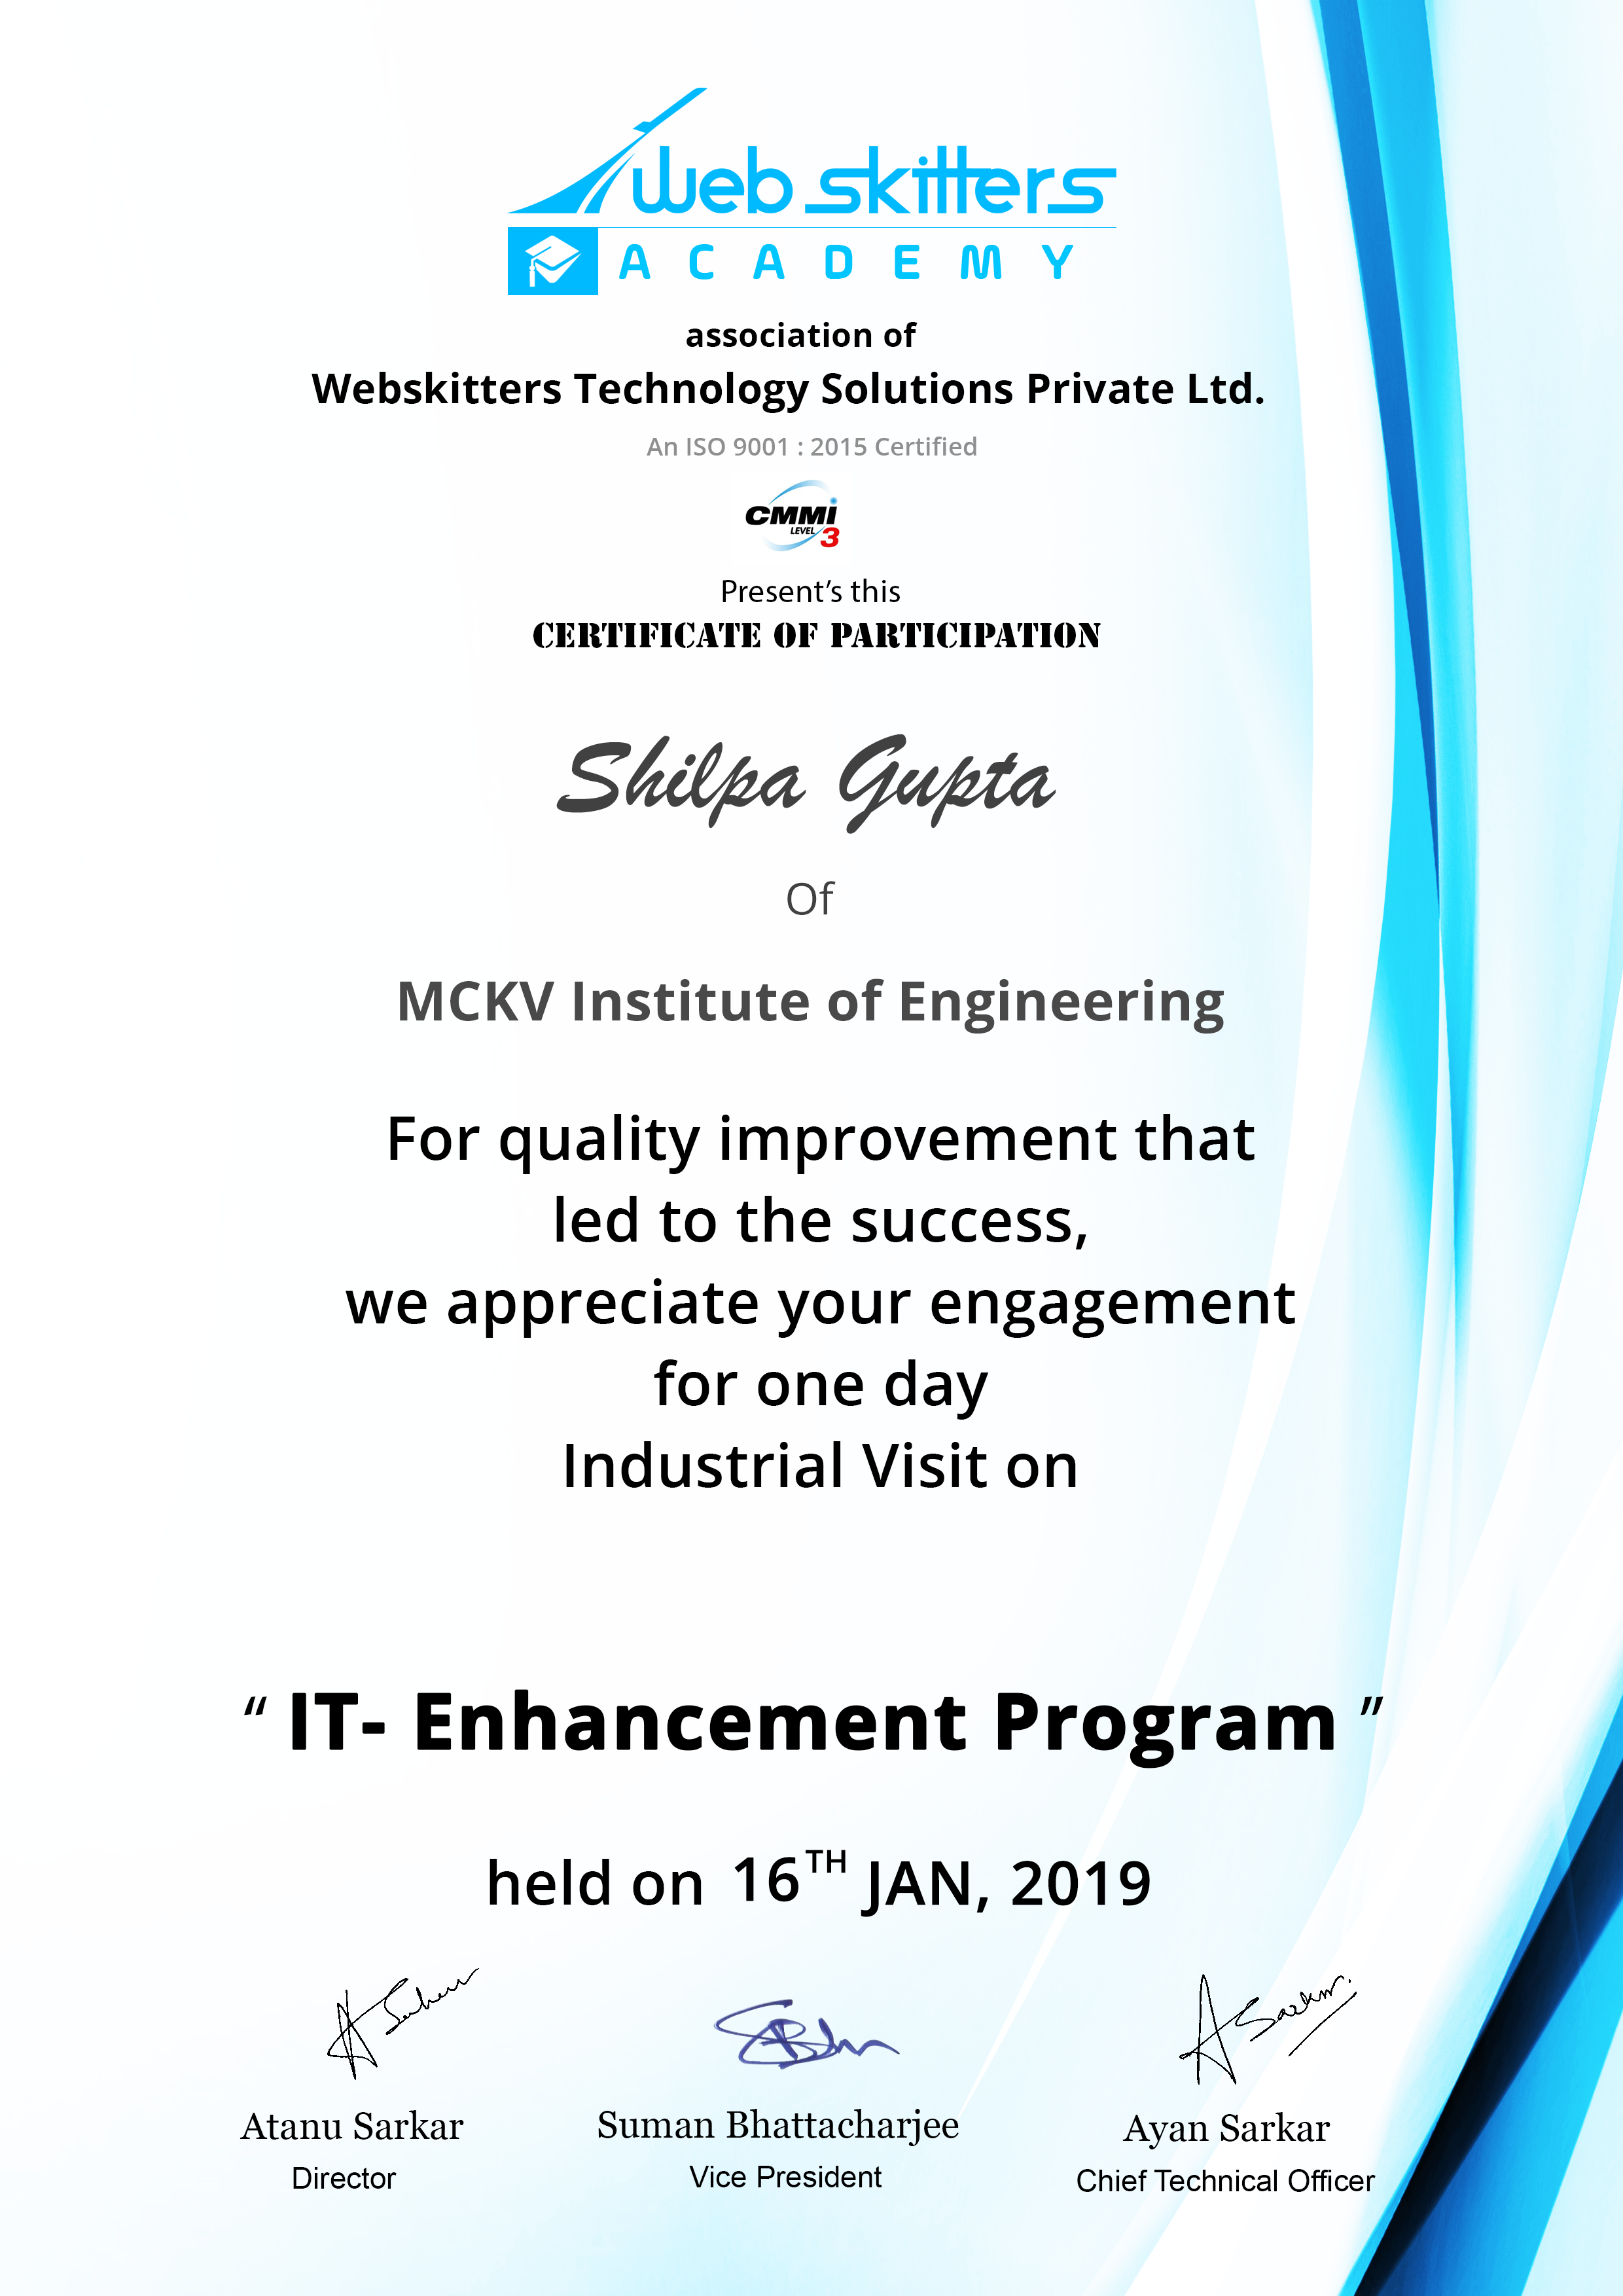 Web skitters
ACADEMY
association of
Webskitters Technology Solutions Private Ltd.
An ISO 9001 : 2015 Certified
CMMi
LEVEL 3
Present’s this
CERTIFICATE OF PARTICIPATION
Shilpa Gupta
Of
MCKV Institute of Engineering
For quality improvement that
led to the success,
we appreciate your engagement
for one day
Industrial Visit on
“ IT- Enhancement Program ”
held on 16TH JAN, 2019
A Sarkar.
Atanu Sarkar Suman Bhattacharjee Ayan Sarkar
Director Vice President Chief Technical Officer